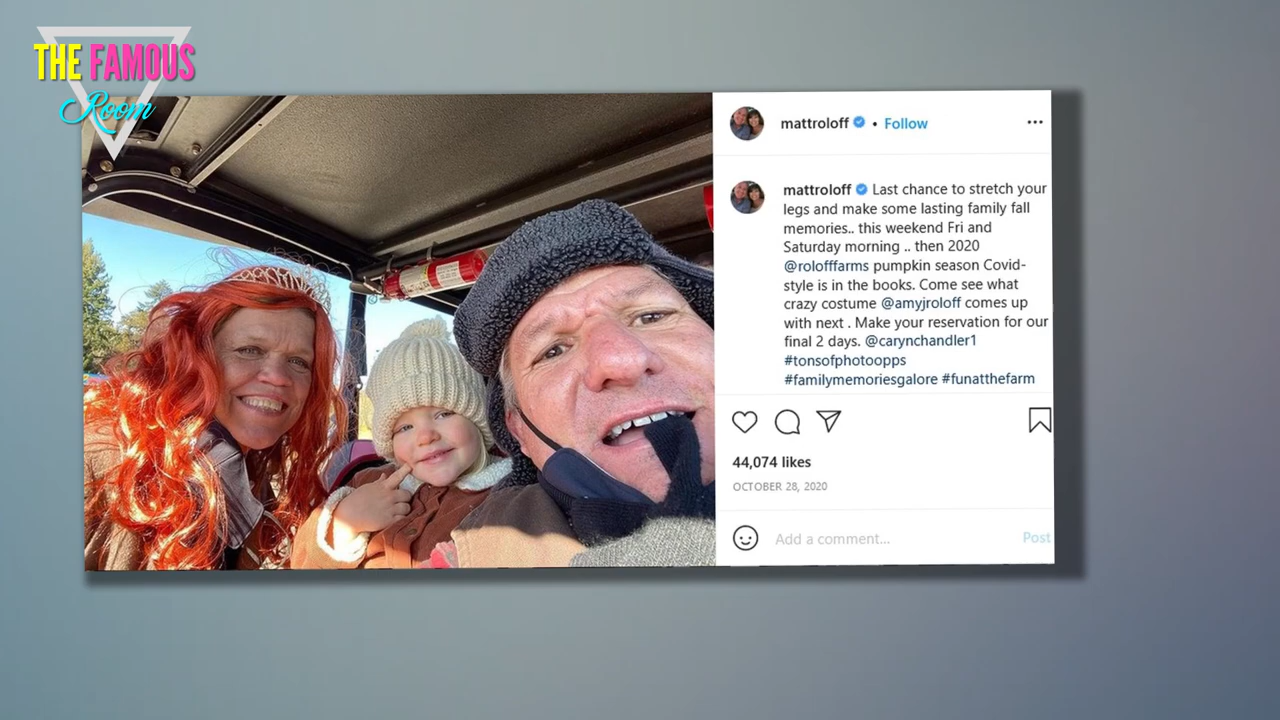 THE FAMOUS
Room
mattroloff • Follow
mattroloff Last chance to stretch your
legs and make some lasting family fall
memories.. this weekend Fri and
Saturday morning .. then 2020
@rolofffarms pumpkin season Covid-
style is in the books. Come see what
crazy costume @amyjroloff comes up
with next . Make your reservation for our
final 2 days. @carynchandler1
#tonsofphotoopps
#familymemoriesgalore #funatthefarm
44,074 likes
OCTOBER 28, 2020
Add a comment...
Post